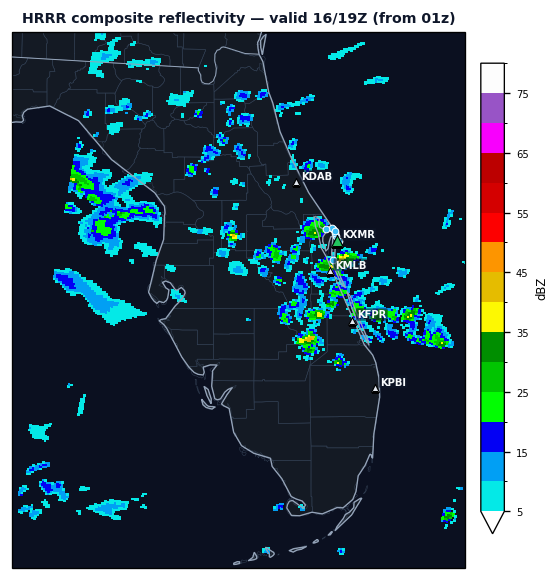 HRRR composite reflectivity — valid 16/19Z (from 01z)
75
65
55
45
35
25
15
5
dBZ
KDAB
KXMR
KMLB
KFPR
KPBI